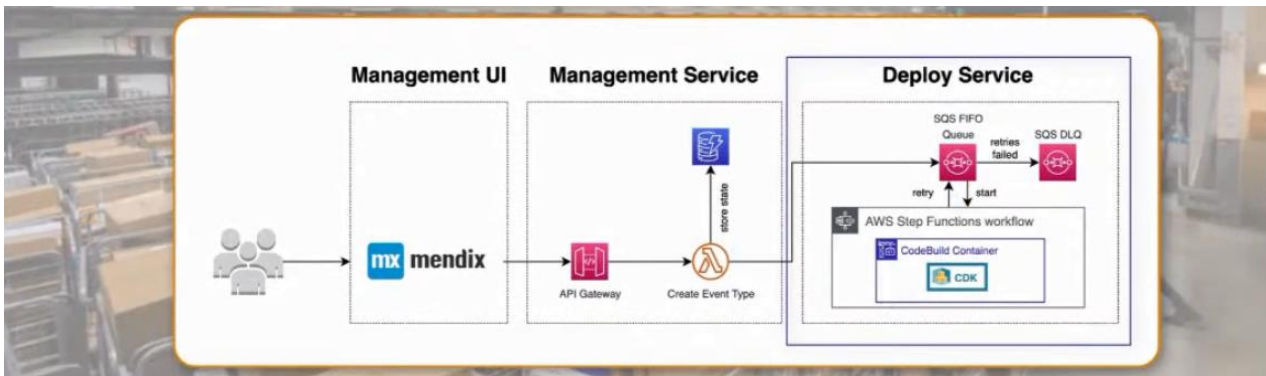 Management UI
Management Service
Deploy Service
SQS FIFO
Queue
retries
failed
SQS DLQ
store state
retry
start
AWS Step Functions workflow
CodeBuild Container
CDK
mx mendix
API Gateway
Create Event Type